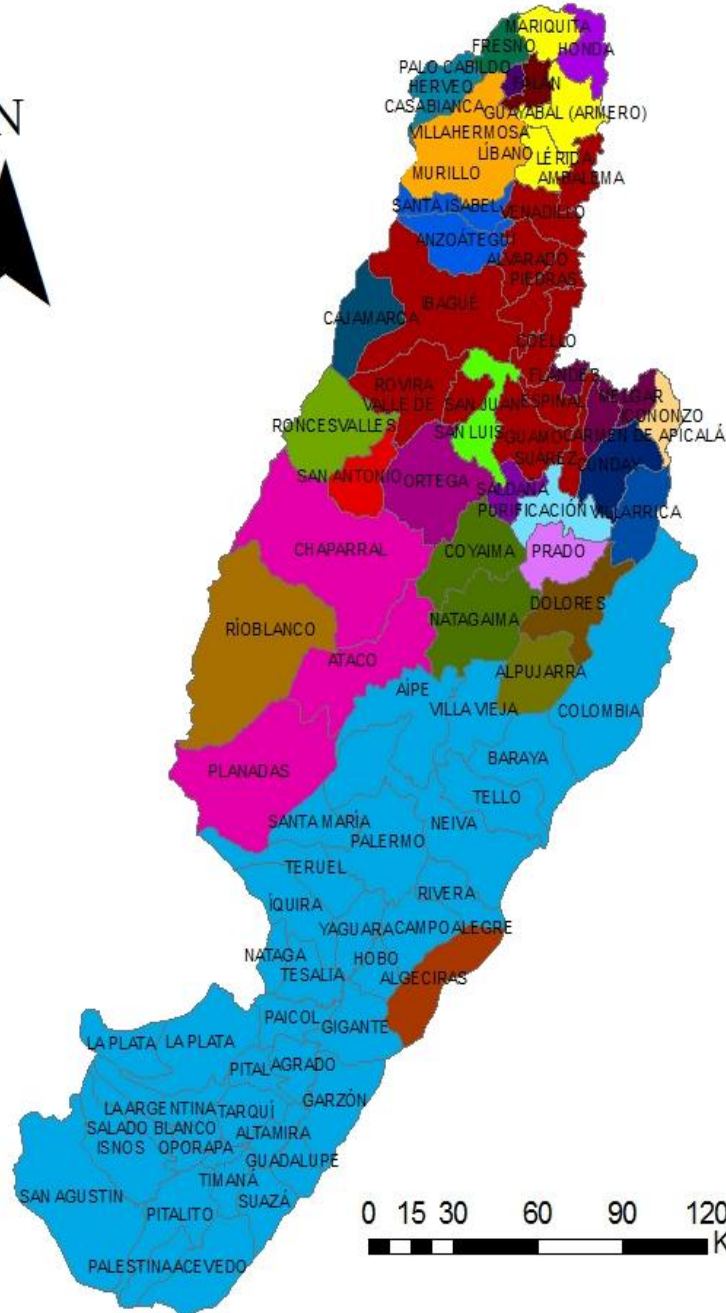 MARIQUITA
FRESNO
HONDA
N
PALO CABILDO
FALAN
HERVEO
CASABIANCA
GUAYABAL (ARMERO)
VILLAHERMOSA
LÍBANO
LÉRIDA
MURILLO
AMBALEMA
SANTA ISABEL
VENADILLO
ANZOÁTEGUI
ALVARADO
PIEDRAS
IBAGUÉ
CAJAMARCA
COELLO
FLANDES
ROVIRA
MELGAR
VALLE DE SAN JUAN
ESPINAL
ICONONZO
RONCESVALLES
SAN LUIS
GUAMO
CARMEN DE APICALÁ
SUÁREZ
CUNDAY
SAN ANTONIO
ORTEGA
SALDAÑA
PURIFICACIÓN
VILLARRICA
CHAPARRAL
COYAIMA
PRADO
DOLORES
NATAGAIMA
RÍOBLANCO
ATACO
ALPUJARRA
AÍPE
VILLA VIEJA
COLOMBIA
BARAYA
PLANADAS
TELLO
SANTA MARÍA
NEIVA
PALERMO
TERUEL
RIVERA
ÍQUIRA
YAGUARA
CAMPOALEGRE
NATAGA
HOBO
TESALIA
ALGECIRAS
PAICOL
GIGANTE
LA PLATA
LA PLATA
PITAL
AGRADO
GARZÓN
LA ARGENTINA
TARQUÍ
SALADO BLANCO
ALTAMIRA
ISNOS
OPORAPA
GUADALUPE
TIMANÁ
SAN AGUSTIN
SUAZÁ
PITALITO
0 15 30 60 90 120
K
PALESTINA
ACEVEDO